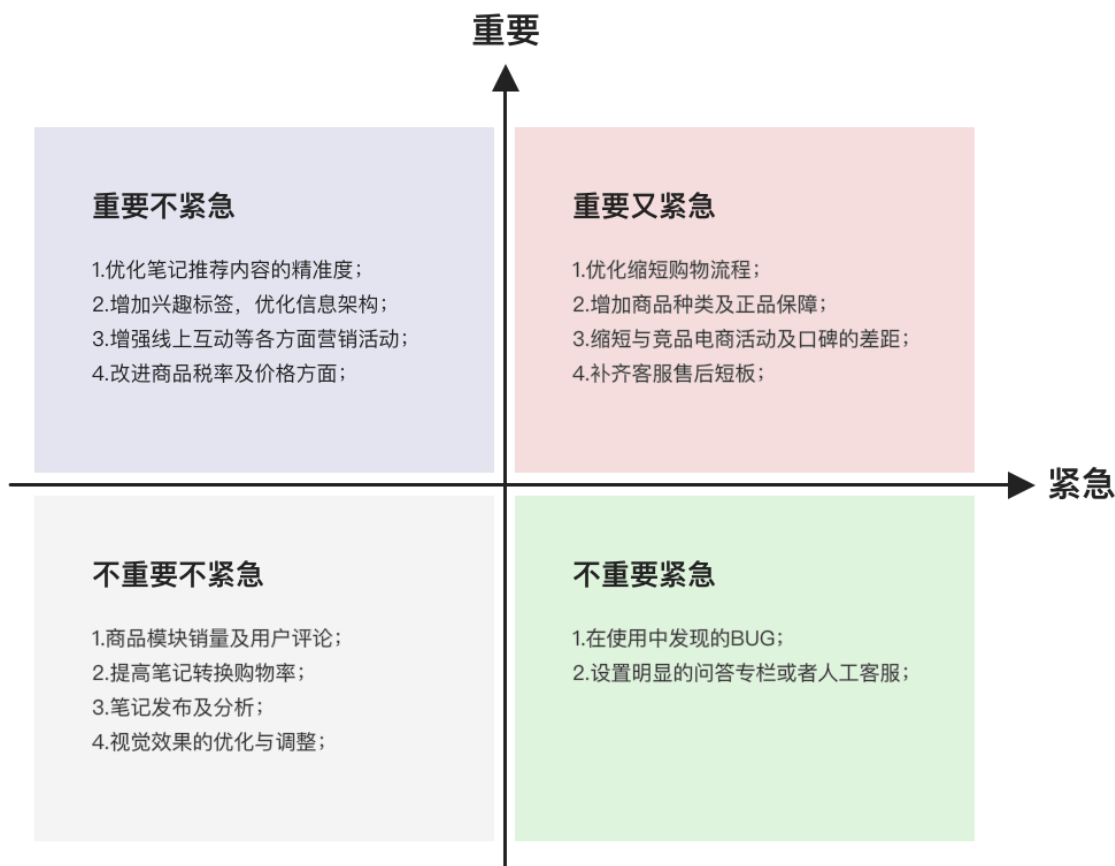 重要
重要不紧急
1.优化笔记推荐内容的精准度；
2.增加兴趣标签，优化信息架构；
3.增强线上互动等各方面营销活动；
4.改进商品税率及价格方面；
重要又紧急
1.优化缩短购物流程；
2.增加商品种类及正品保障；
3.缩短与竞品电商活动及口碑的差距；
4.补齐客服售后短板；
紧急
不重要不紧急
1.商品模块销量及用户评论；
2.提高笔记转换购物率；
3.笔记发布及分析；
4.视觉效果的优化与调整；
不重要紧急
1.在使用中发现的BUG；
2.设置明显的问答专栏或者人工客服；